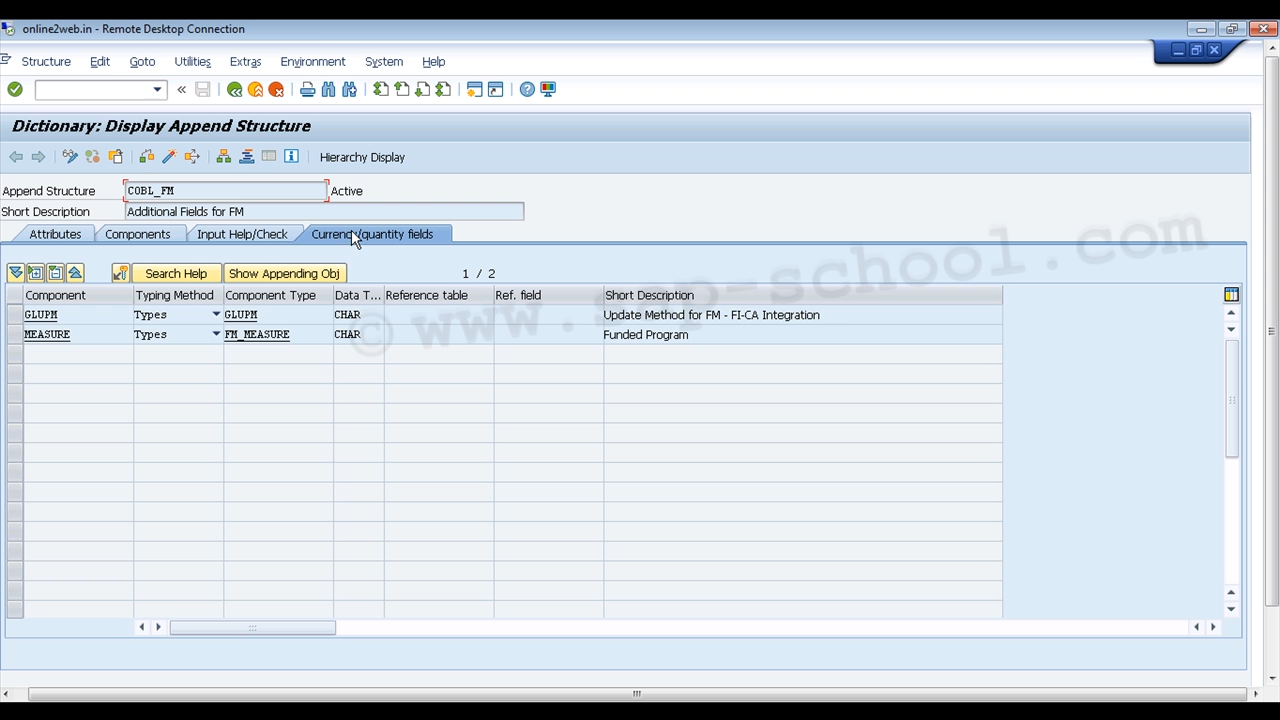 online2web.in - Remote Desktop Connection
Structure Edit Goto Utilities Extras Environment System Help
Dictionary: Display Append Structure
Hierarchy Display
Append Structure COBL_FM Active
Short Description Additional Fields for FM
Attributes Components Input Help/Check Currency/quantity fields
Search Help Show Appending Obj 1 / 2
Component Typing Method Component Type Data T... Reference table Ref. field Short Description
GLUPM Types GLUPM CHAR Update Method for FM - FI-CA Integration
MEASURE Types FM_MEASURE CHAR Funded Program
© www.sap-school.com